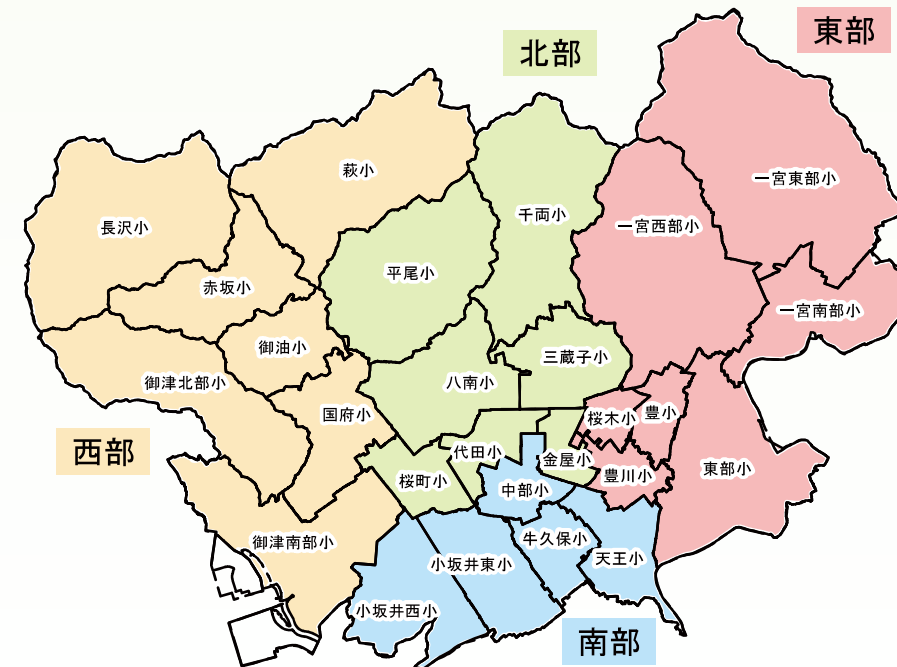 東部
北部
萩小
一宮東部小
千両小
長沢小
一宮西部小
平尾小
赤坂小
一宮南部小
御油小
三蔵子小
御津北部小
八南小
国府小
桜木小
豊小
西部
代田小
金屋小
東部小
桜町小
豊川小
中部小
御津南部小
牛久保小
天王小
小坂井東小
小坂井西小
南部